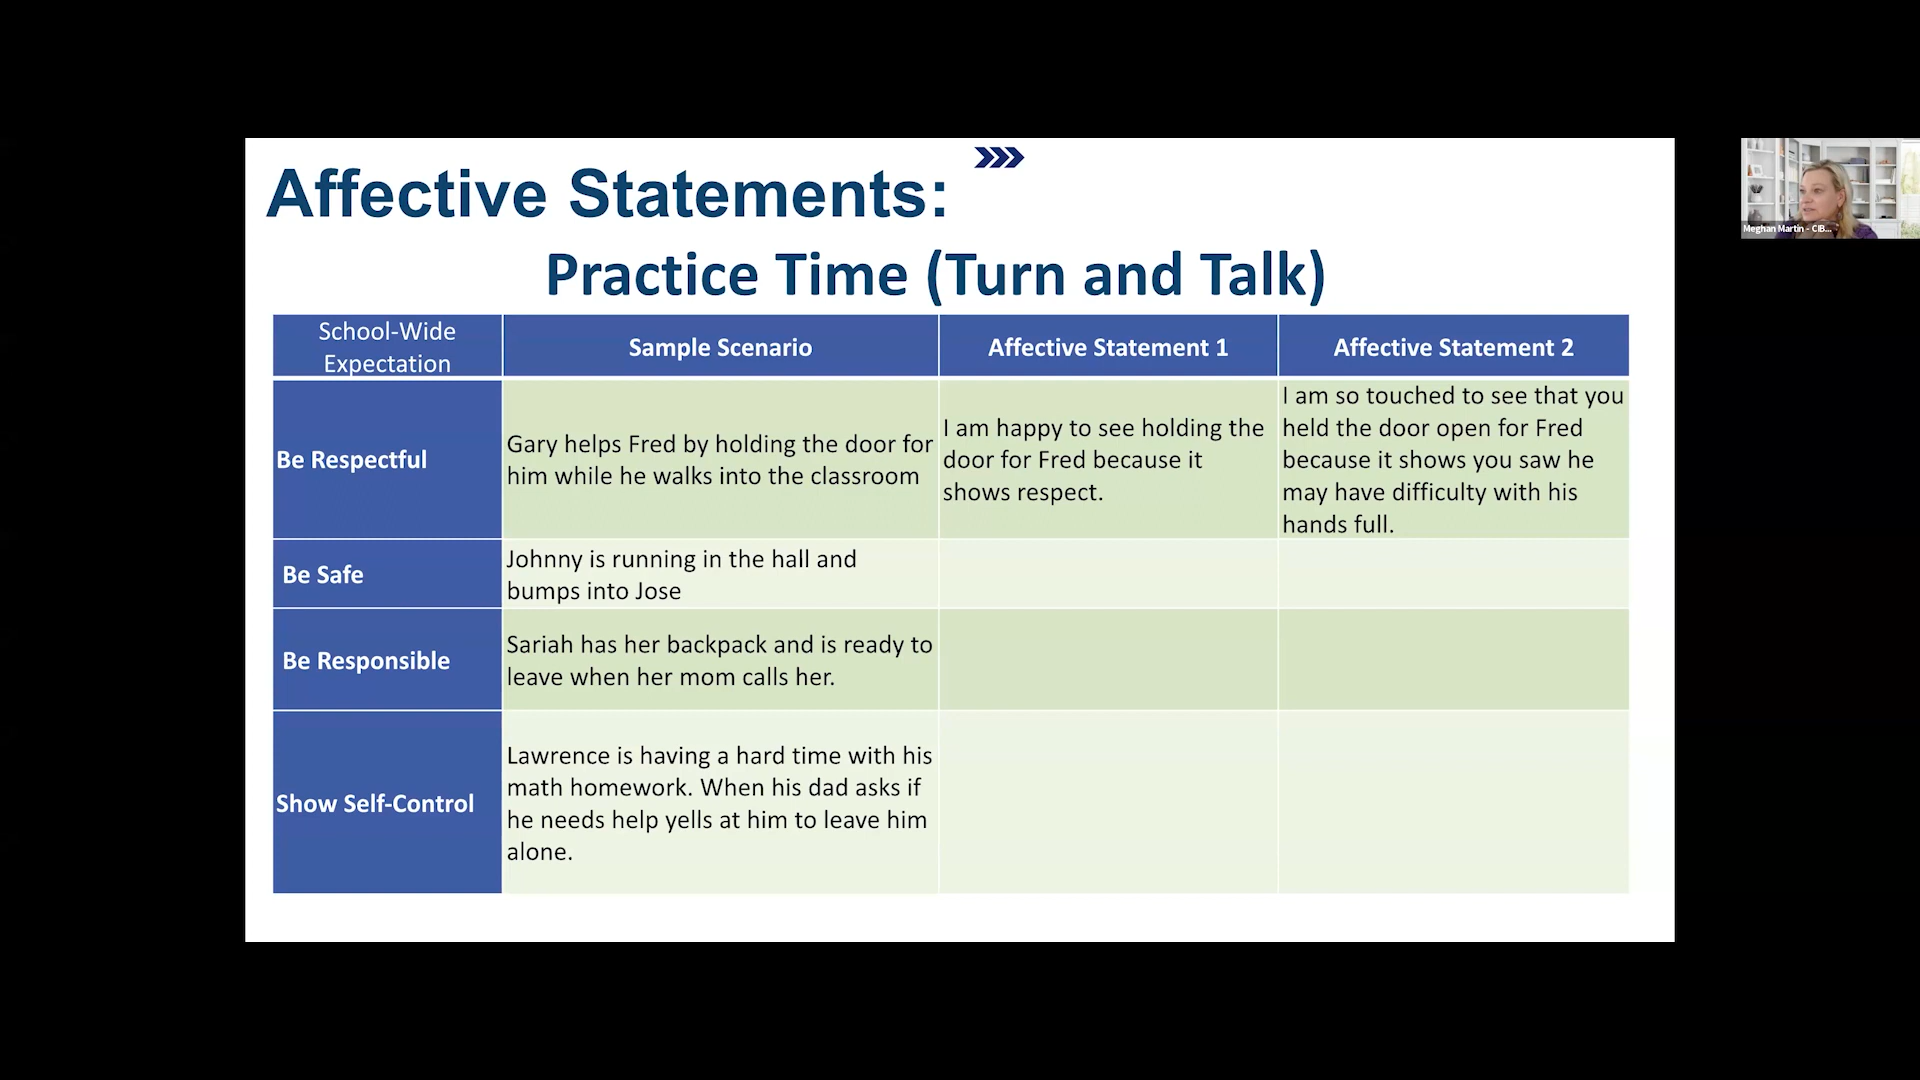 Affective Statements:
Practice Time (Turn and Talk)
School-Wide
Expectation
Sample Scenario
Affective Statement 1
Affective Statement 2
Be Respectful
Gary helps Fred by holding the door for
him while he walks into the classroom
I am happy to see holding the
door for Fred because it
shows respect.
I am so touched to see that you
held the door open for Fred
because it shows you saw he
may have difficulty with his
hands full.
Be Safe
Johnny is running in the hall and
bumps into Jose
Be Responsible
Sariah has her backpack and is ready to
leave when her mom calls her.
Show Self-Control
Lawrence is having a hard time with his
math homework. When his dad asks if
he needs help yells at him to leave him
alone.
Meghan Martin - CIB...